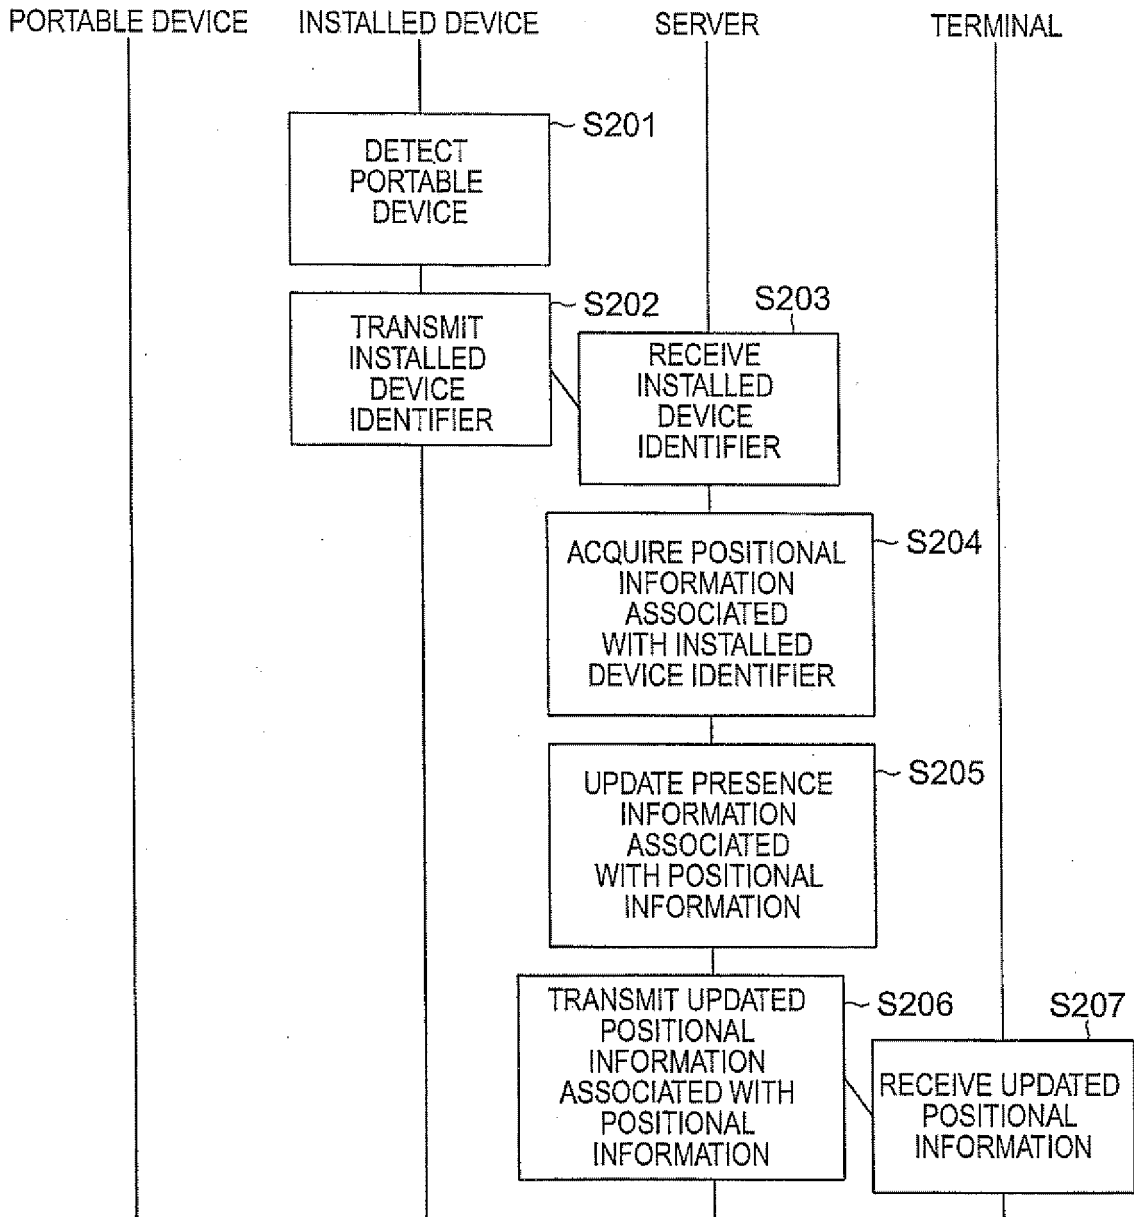 PORTABLE DEVICE
INSTALLED DEVICE
SERVER
TERMINAL
S201
DETECT
PORTABLE
DEVICE
S202
TRANSMIT
INSTALLED
DEVICE
IDENTIFIER
S203
RECEIVE
INSTALLED
DEVICE
IDENTIFIER
S204
ACQUIRE POSITIONAL
INFORMATION
ASSOCIATED
WITH INSTALLED
DEVICE IDENTIFIER
S205
UPDATE PRESENCE
INFORMATION
ASSOCIATED
WITH POSITIONAL
INFORMATION
S206
TRANSMIT UPDATED
POSITIONAL
INFORMATION
ASSOCIATED WITH
POSITIONAL
INFORMATION
S207
RECEIVE UPDATED
POSITIONAL
INFORMATION